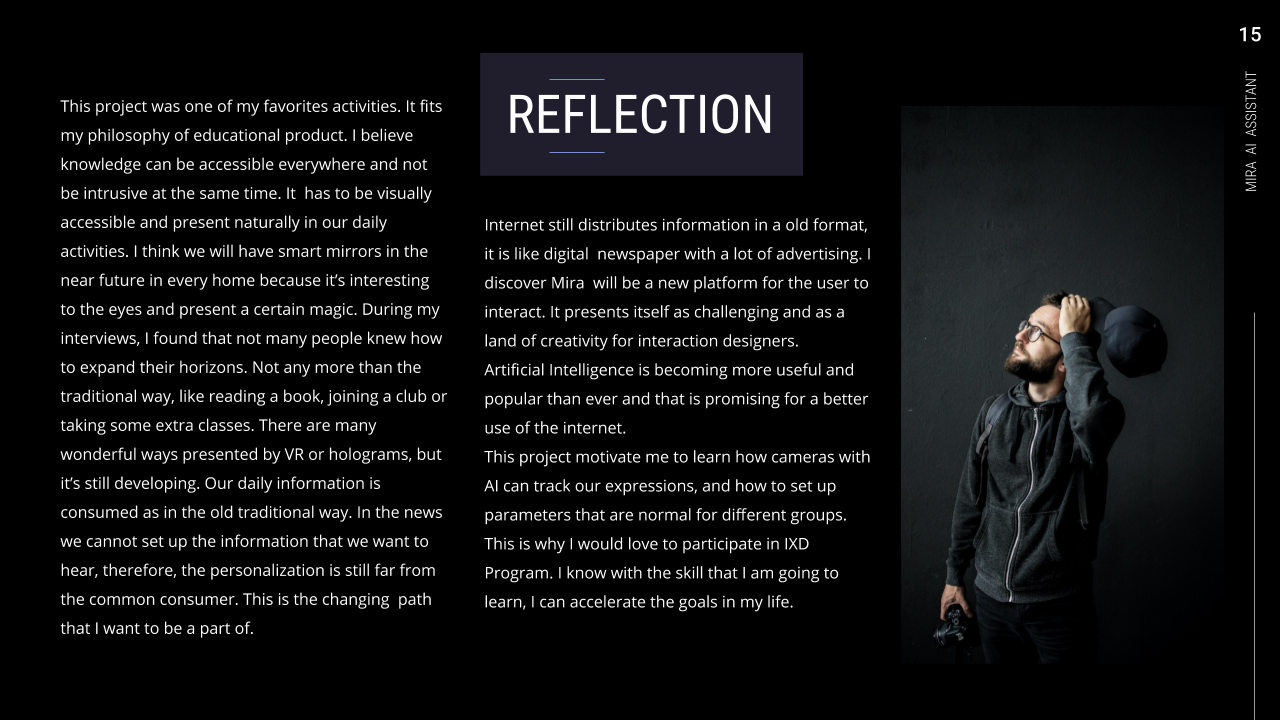 15
MIRA AI ASSISTANT
REFLECTION
This project was one of my favorites activities. It fits
my philosophy of educational product. I believe
knowledge can be accessible everywhere and not
be intrusive at the same time. It  has to be visually
accessible and present naturally in our daily
activities. I think we will have smart mirrors in the
near future in every home because it’s interesting
to the eyes and present a certain magic. During my
interviews, I found that not many people knew how
to expand their horizons. Not any more than the
traditional way, like reading a book, joining a club or
taking some extra classes. There are many
wonderful ways presented by VR or holograms, but
it’s still developing. Our daily information is
consumed as in the old traditional way. In the news
we cannot set up the information that we want to
hear, therefore, the personalization is still far from
the common consumer. This is the changing  path
that I want to be a part of.
Internet still distributes information in a old format,
it is like digital  newspaper with a lot of advertising. I
discover Mira  will be a new platform for the user to
interact. It presents itself as challenging and as a
land of creativity for interaction designers.
Artificial Intelligence is becoming more useful and
popular than ever and that is promising for a better
use of the internet.
This project motivate me to learn how cameras with
AI can track our expressions, and how to set up
parameters that are normal for different groups.
This is why I would love to participate in IXD
Program. I know with the skill that I am going to
learn, I can accelerate the goals in my life.